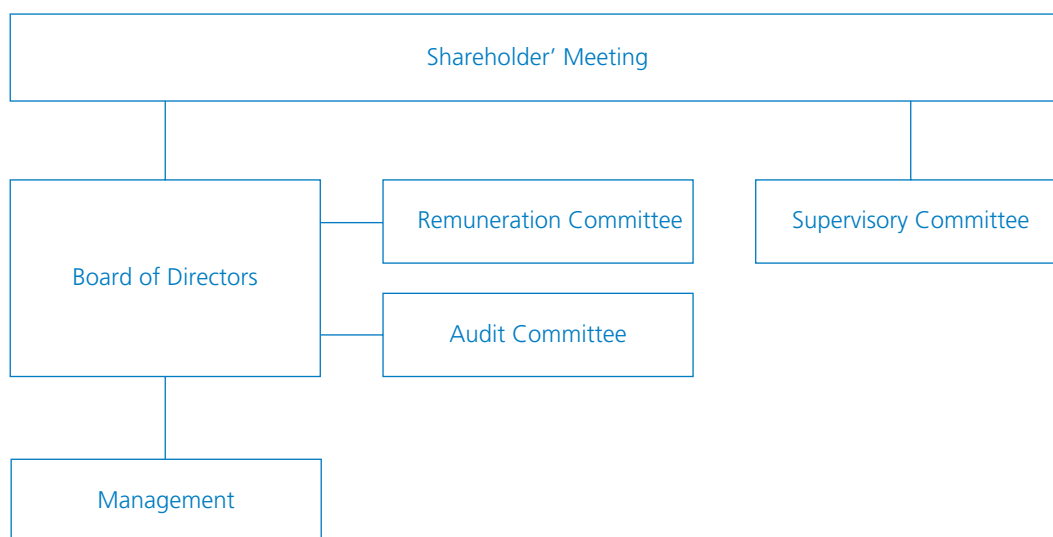 Shareholder’ Meeting
Remuneration Committee
Supervisory Committee
Board of Directors
Audit Committee
Management